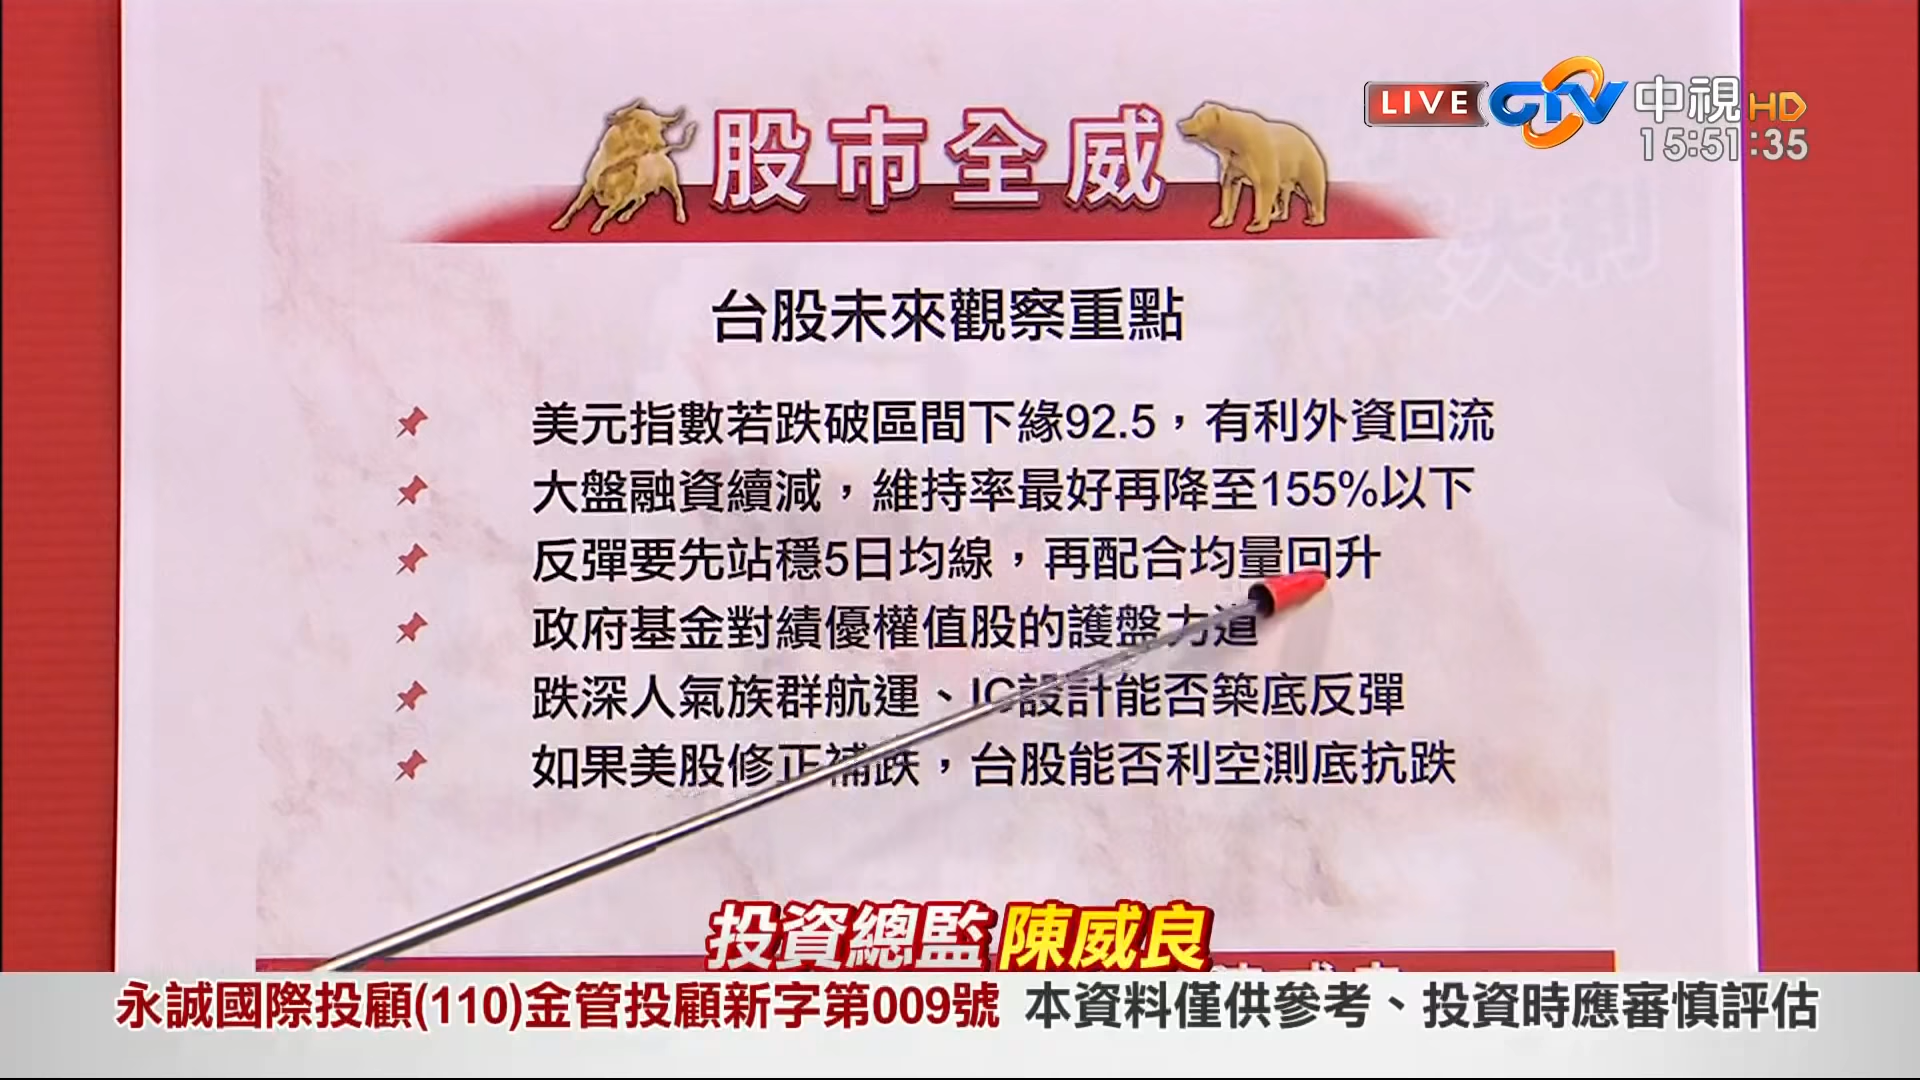 LIVE CTV 中視 HD
15:51:35
股市全威
台股未來觀察重點
美元指數若跌破區間下緣92.5，有利外資回流
大盤融資續減，維持率最好再降至155%以下
反彈要先站穩5日均線，再配合均量回升
政府基金對績優權值股的護盤力道
跌深人氣族群航運、IC設計能否築底反彈
如果美股修正補跌，台股能否利空測底抗跌
投資總監 陳威良
永誠國際投顧(110)金管投顧新字第009號 本資料僅供參考、投資時應審慎評估